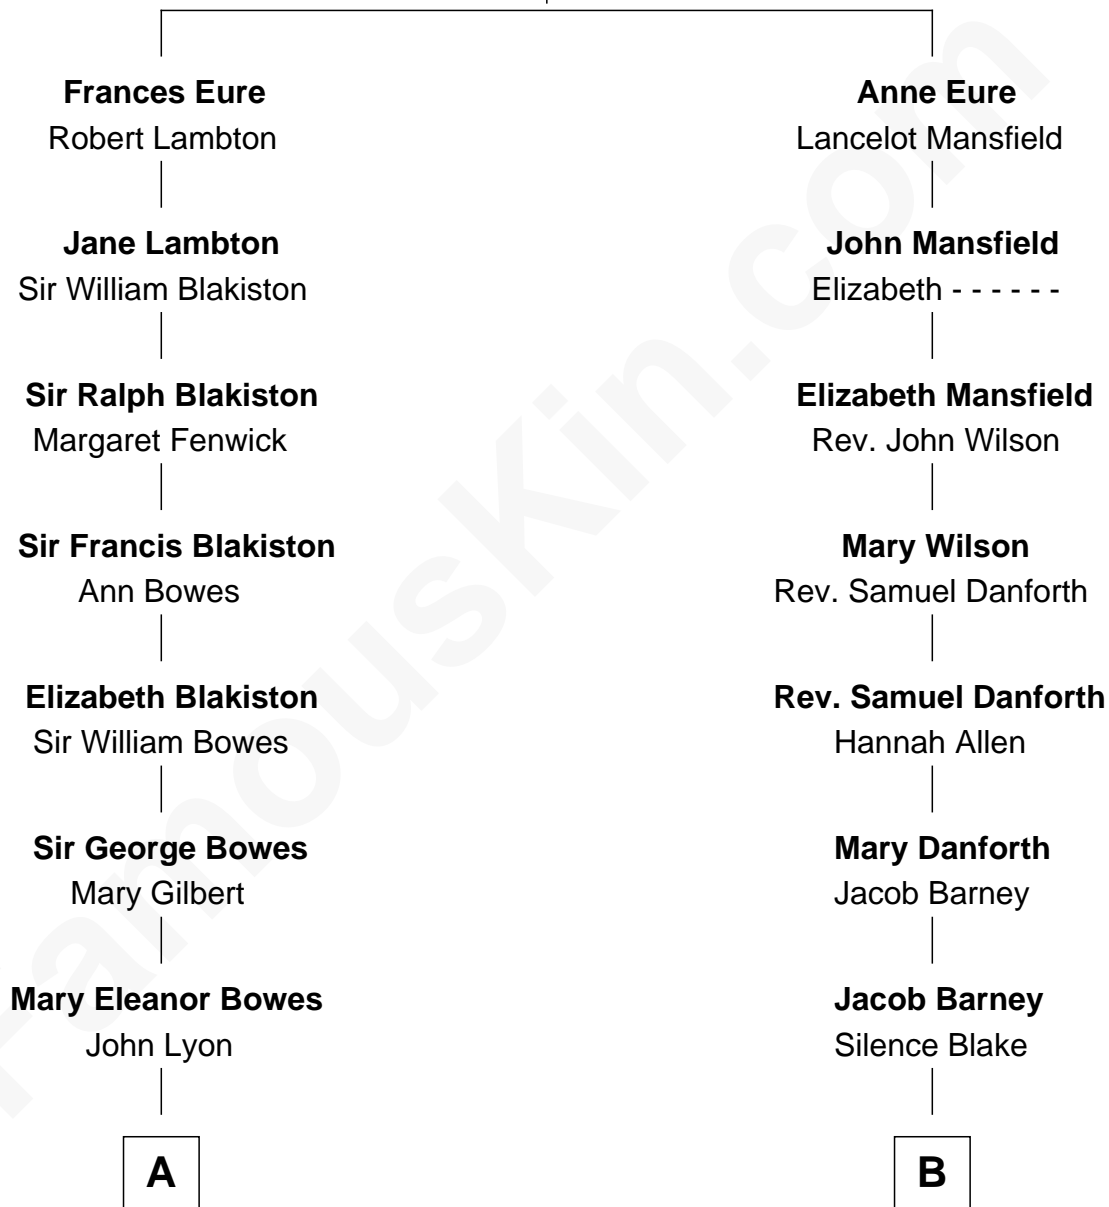 Frances Eure
Robert Lambton
Jane Lambton
Sir William Blakiston
Sir Ralph Blakiston
Margaret Fenwick
Sir Francis Blakiston
Ann Bowes
Elizabeth Blakiston
Sir William Bowes
Sir George Bowes
Mary Gilbert
Mary Eleanor Bowes
John Lyon
A
Anne Eure
Lancelot Mansfield
John Mansfield
Elizabeth - - - - - -
Elizabeth Mansfield
Rev. John Wilson
Mary Wilson
Rev. Samuel Danforth
Rev. Samuel Danforth
Hannah Allen
Mary Danforth
Jacob Barney
Jacob Barney
Silence Blake
B
FamousKin.com